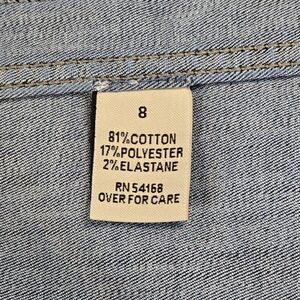 8
81%COTTON
17%POLYESTER
2%ELASTANE
RN 54168
OVER FOR CARE